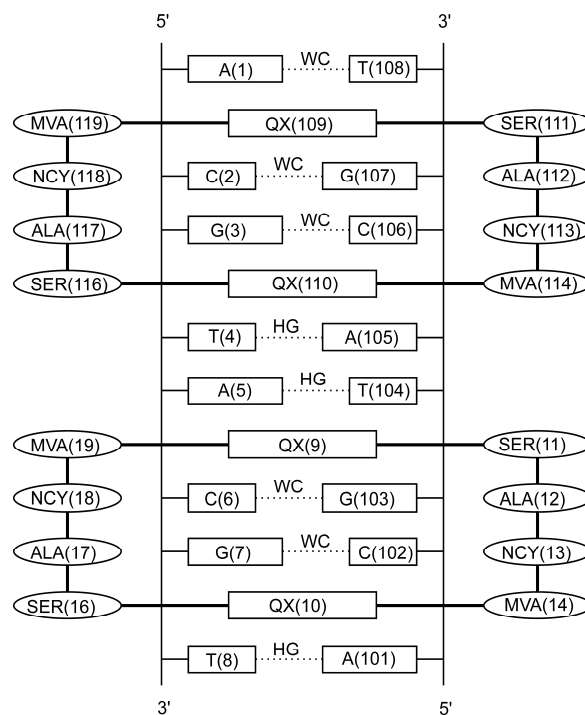 5' 3'
A(1) WC T(108)
MVA(119) QX(109) SER(111)
NCY(118) C(2) WC G(107) ALA(112)
ALA(117) G(3) WC C(106) NCY(113)
SER(116) QX(110) MVA(114)
T(4) HG A(105)
A(5) HG T(104)
MVA(19) QX(9) SER(11)
NCY(18) C(6) WC G(103) ALA(12)
ALA(17) G(7) WC C(102) NCY(13)
SER(16) QX(10) MVA(14)
T(8) HG A(101)
3' 5'